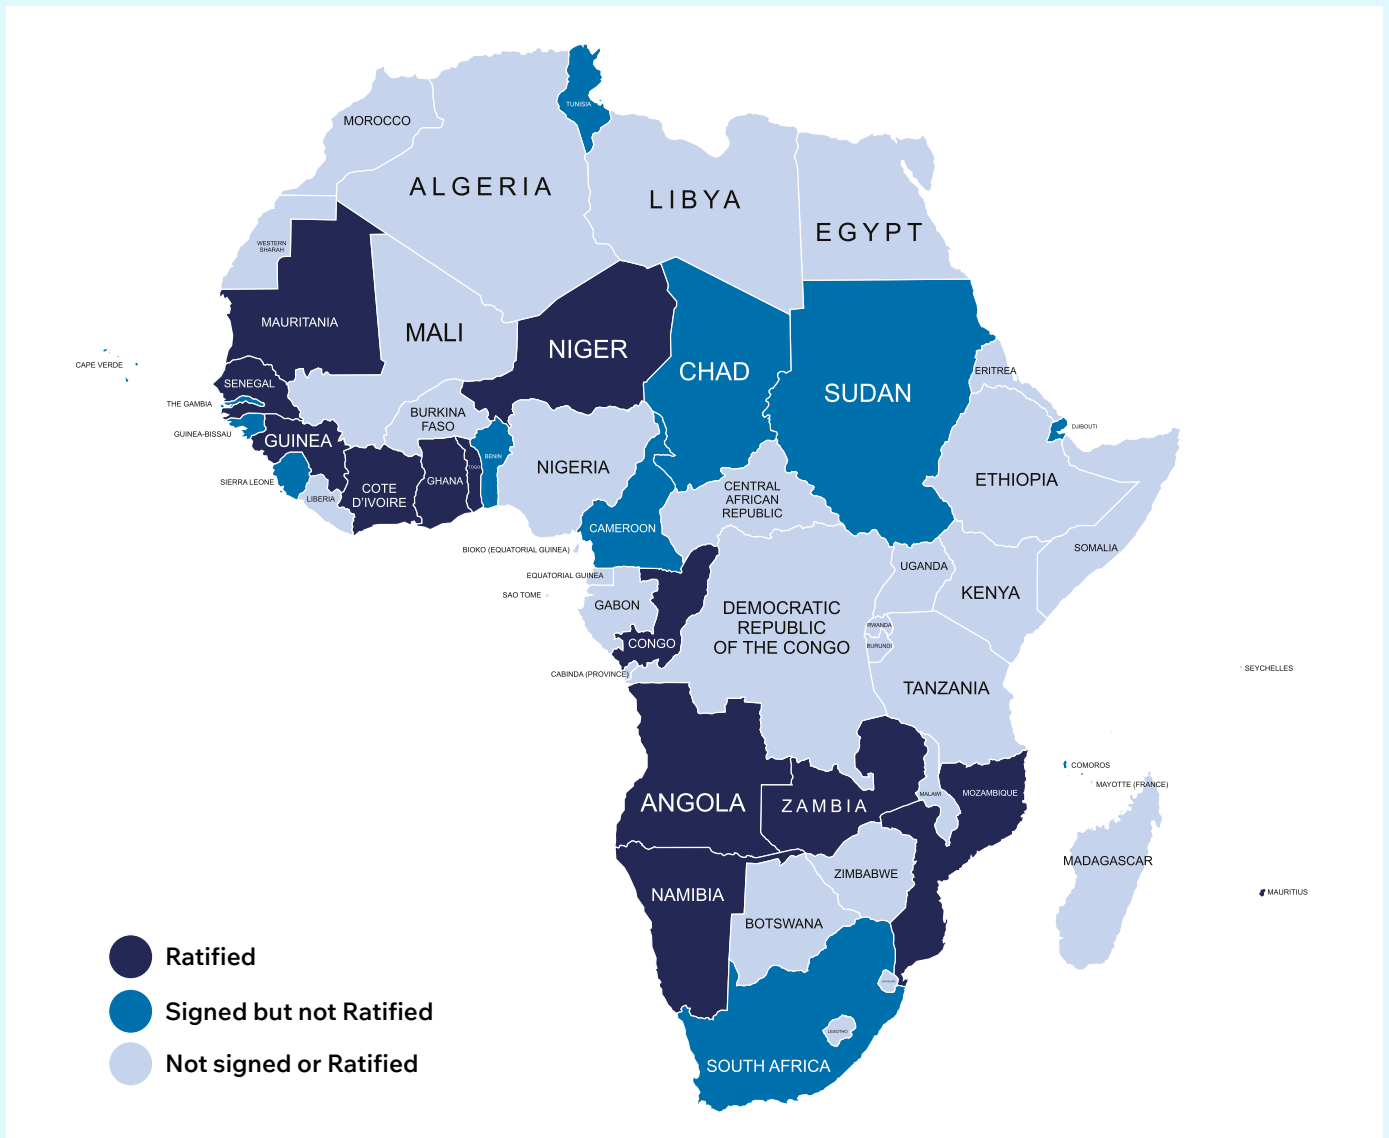 TUNISIA
MOROCCO
ALGERIA
LIBYA
EGYPT
WESTERN
SHARAH
MAURITANIA
MALI
NIGER
CHAD
SUDAN
ERITREA
CAPE VERDE
SENEGAL
THE GAMBIA
BURKINA
FASO
DJIBOUTI
GUINEA-BISSAU
GUINEA
BENIN
NIGERIA
TOGO
ETHIOPIA
SIERRA LEONE
LIBERIA
COTE
D'IVOIRE
GHANA
CENTRAL
AFRICAN
REPUBLIC
CAMEROON
SOMALIA
BIOKO (EQUATORIAL GUINEA)
UGANDA
EQUATORIAL GUINEA
KENYA
SAO TOME
GABON
DEMOCRATIC
REPUBLIC
OF THE CONGO
RWANDA
CONGO
BURUNDI
CABINDA (PROVINCE)
SEYCHELLES
TANZANIA
COMOROS
MAYOTTE (FRANCE)
ANGOLA
ZAMBIA
MALAWI
MOZAMBIQUE
MADAGASCAR
ZIMBABWE
NAMIBIA
MAURITIUS
BOTSWANA
LESOTHO
SOUTH AFRICA
Ratified
Signed but not Ratified
Not signed or Ratified